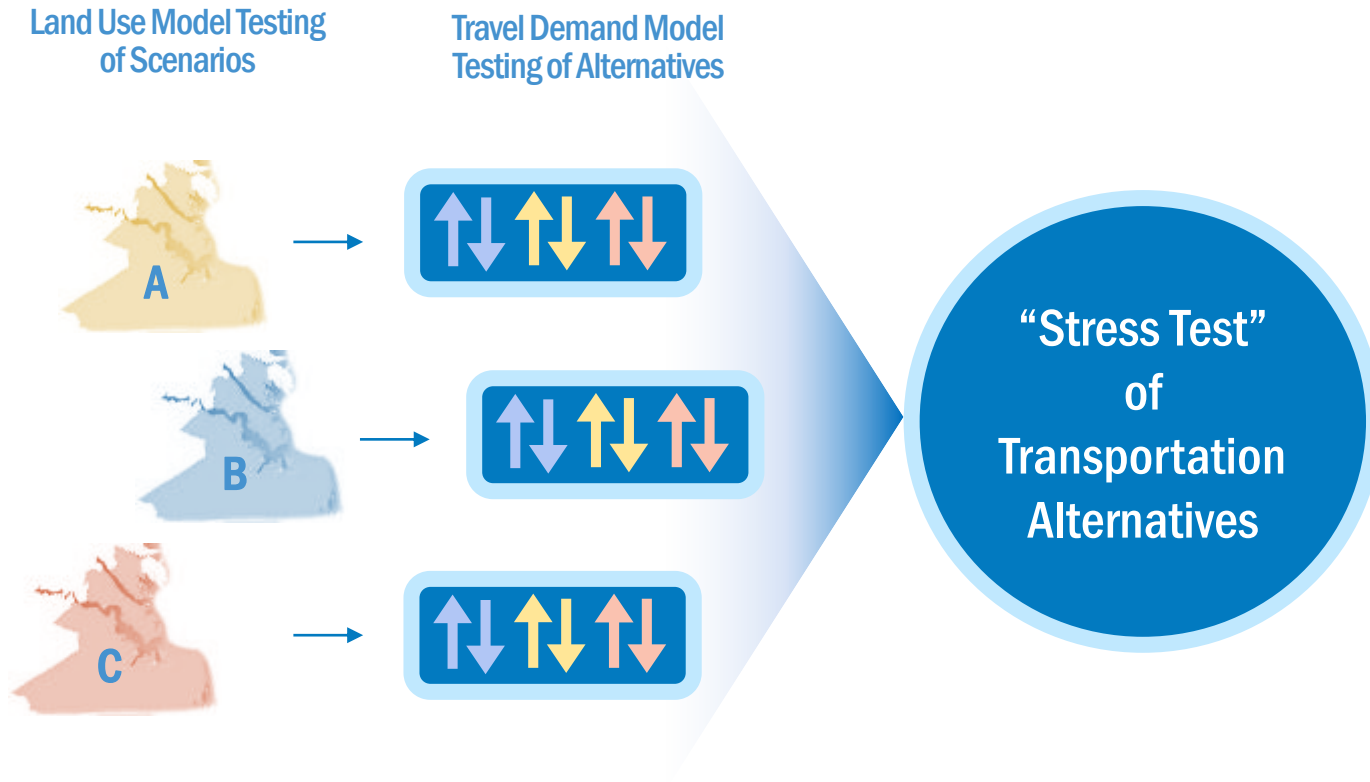 Land Use Model Testing
of Scenarios
Travel Demand Model
Testing of Alternatives
A
B
C
“Stress Test”
of
Transportation
Alternatives